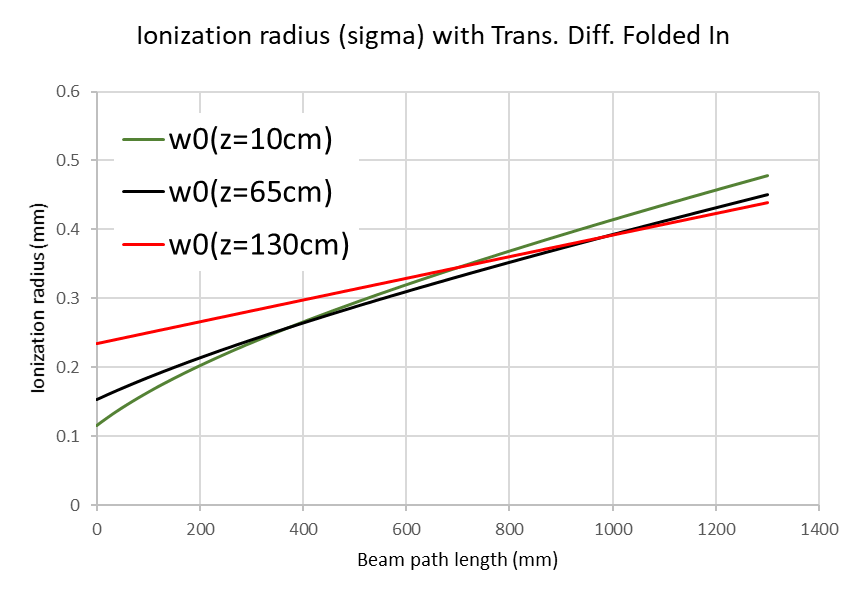 Ionization radius (sigma) with Trans. Diff. Folded In
0.6
0.5
0.4
0.3
0.2
0.1
0
w0(z=10cm)
w0(z=65cm)
w0(z=130cm)
Ionization radius (mm)
0 200 400 600 800 1000 1200 1400
Beam path length (mm)